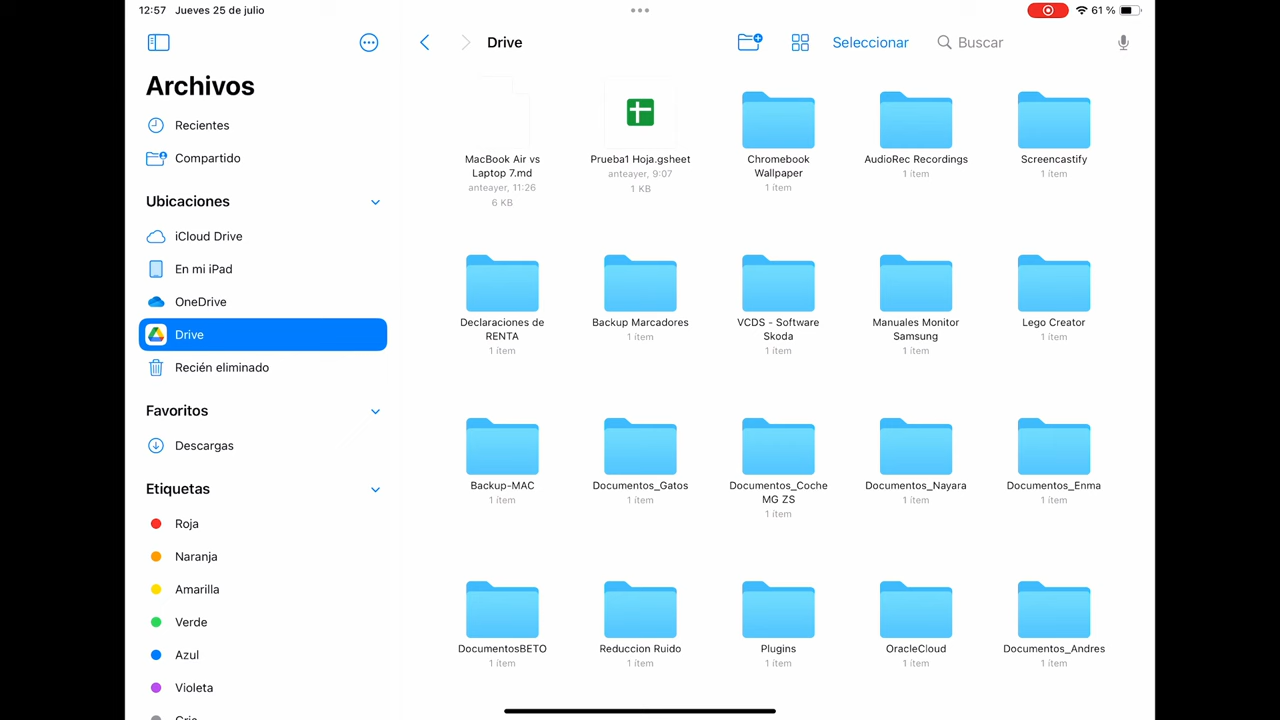 12:57 Jueves 25 de julio
61 %
Archivos
Recientes
Compartido
Ubicaciones
iCloud Drive
En mi iPad
OneDrive
Drive
Recién eliminado
Favoritos
Descargas
Etiquetas
Roja
Naranja
Amarilla
Verde
Azul
Violeta
Drive
Seleccionar
Buscar
MacBook Air vs
Laptop 7.md
anteayer, 11:26
6 KB
Prueba1 Hoja.gsheet
anteayer, 9:07
1 KB
Chromebook
Wallpaper
1 ítem
AudioRec Recordings
1 ítem
Screencastify
1 ítem
Declaraciones de
RENTA
1 ítem
Backup Marcadores
1 ítem
VCDS - Software
Skoda
1 ítem
Manuales Monitor
Samsung
1 ítem
Lego Creator
1 ítem
Backup-MAC
1 ítem
Documentos_Gatos
1 ítem
Documentos_Coche
MG ZS
1 ítem
Documentos_Nayara
1 ítem
Documentos_Enma
1 ítem
DocumentosBETO
1 ítem
Reduccion Ruido
1 ítem
Plugins
1 ítem
OracleCloud
1 ítem
Documentos_Andres
1 ítem